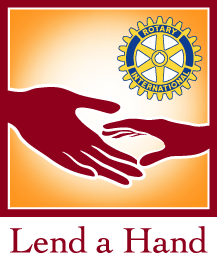 ROTARY
INTERNATIONAL
Lend a Hand